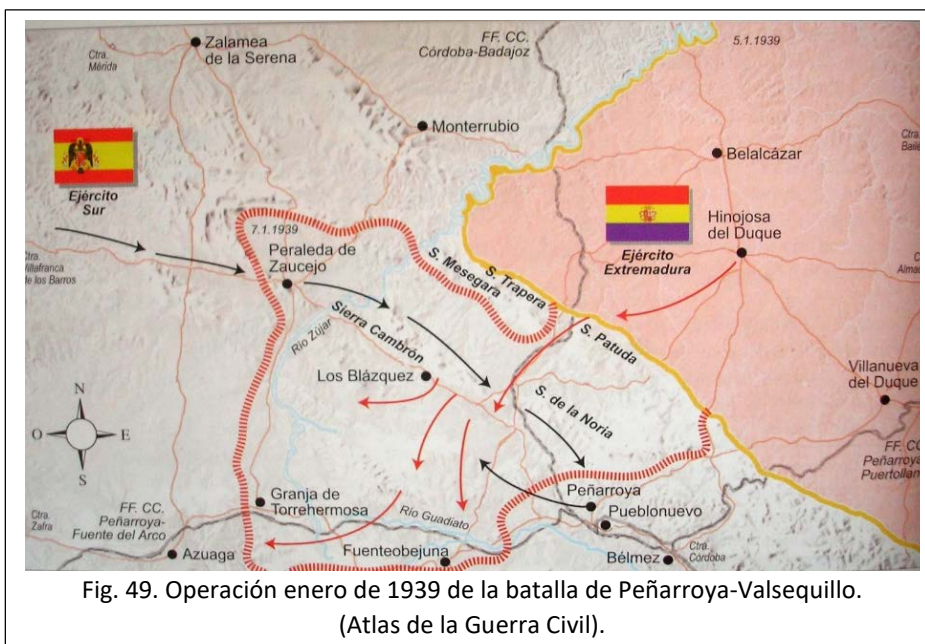 Zalamea
de la Serena
Ctra.
Mérida
FF. CC.
Córdoba-Badajoz
5.1.1939
Monterrubio
Belalcázar
Ctra.
Ejército
Sur
Hinojosa
del Duque
Ejército
Extremadura
7.1.1939
Peraleda de
Zaucejo
Ctra.
Villafranca
de los Barros
S. Mesegara
S. Trapera
S. Patuda
Río Zújar
Sierra Cambrón
Los Blázquez
S. de la Noria
Villanueva
del Duque
N
O
E
S
FF. CC
Peñarroya
Puertollan
Granja de
Torrehermosa
Río Guadiato
Peñarroya
Pueblonuevo
Ctra.
Zafra
FF. CC.
Peñarroya-
Fuente del Arco
Azuaga
Fuenteobejuna
Bélmez
Ctra.
Córdoba
Fig. 49. Operación enero de 1939 de la batalla de Peñarroya-Valsequillo.
(Atlas de la Guerra Civil).